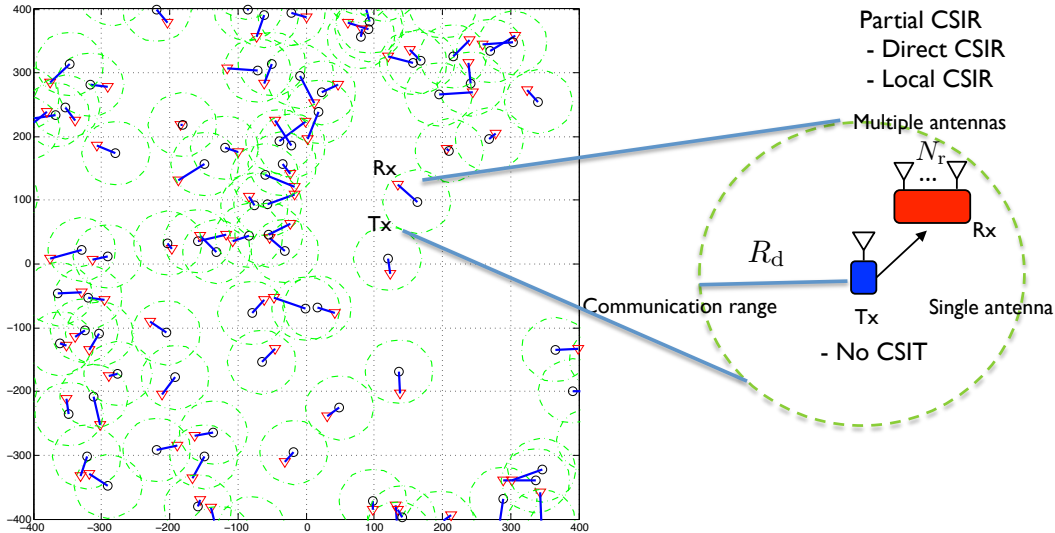 400
300
200
100
0
-100
-200
-300
-400
-400
-300
-200
-100
0
100
200
300
400
Rx
Tx
Partial CSIR
- Direct CSIR
- Local CSIR
Multiple antennas
N_r
...
Rx
R_d
Communication range
Tx
Single antenna
- No CSIT